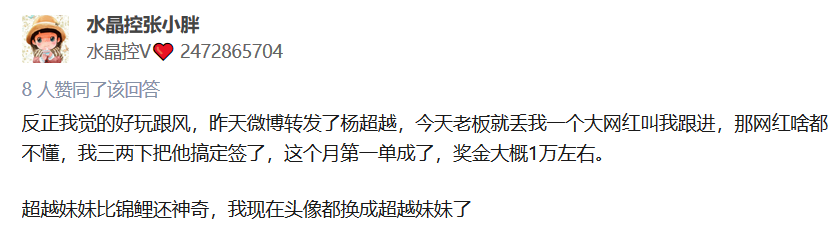 水晶控张小胖
水晶控V❤ 2472865704
8 人赞同了该回答
反正我觉的好玩跟风，昨天微博转发了杨超越，今天老板就丢我一个大网红叫我跟进，那网红啥都
不懂，我三两下把他搞定签了，这个月第一单成了，奖金大概1万左右。
超越妹妹比锦鲤还神奇，我现在头像都换成超越妹妹了